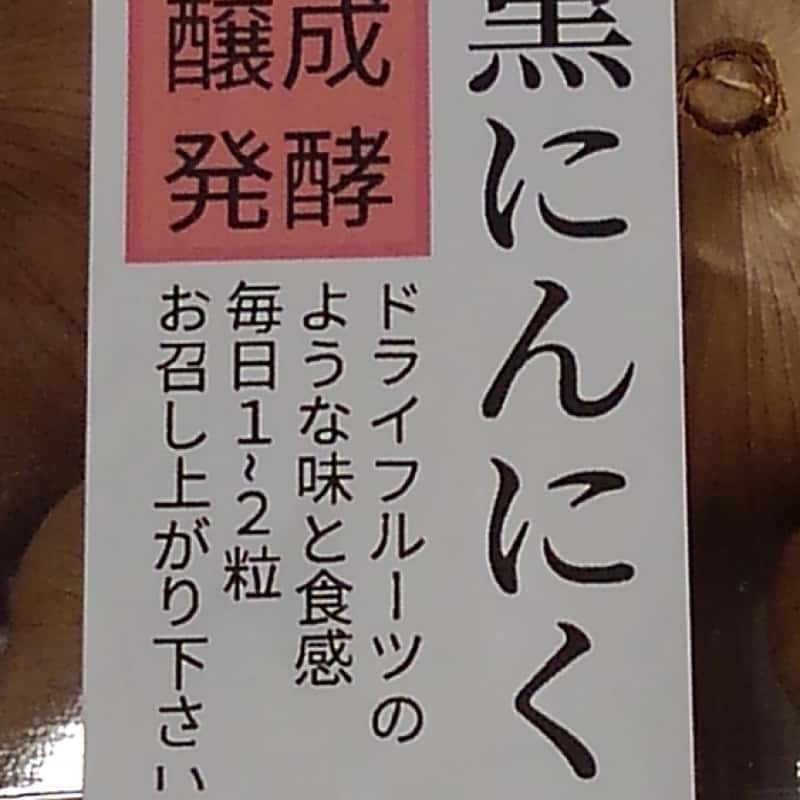 黒にんにく
醸成
発酵
ドライフルーツの
ような味と食感
毎日1~2粒
お召し上がり下さい